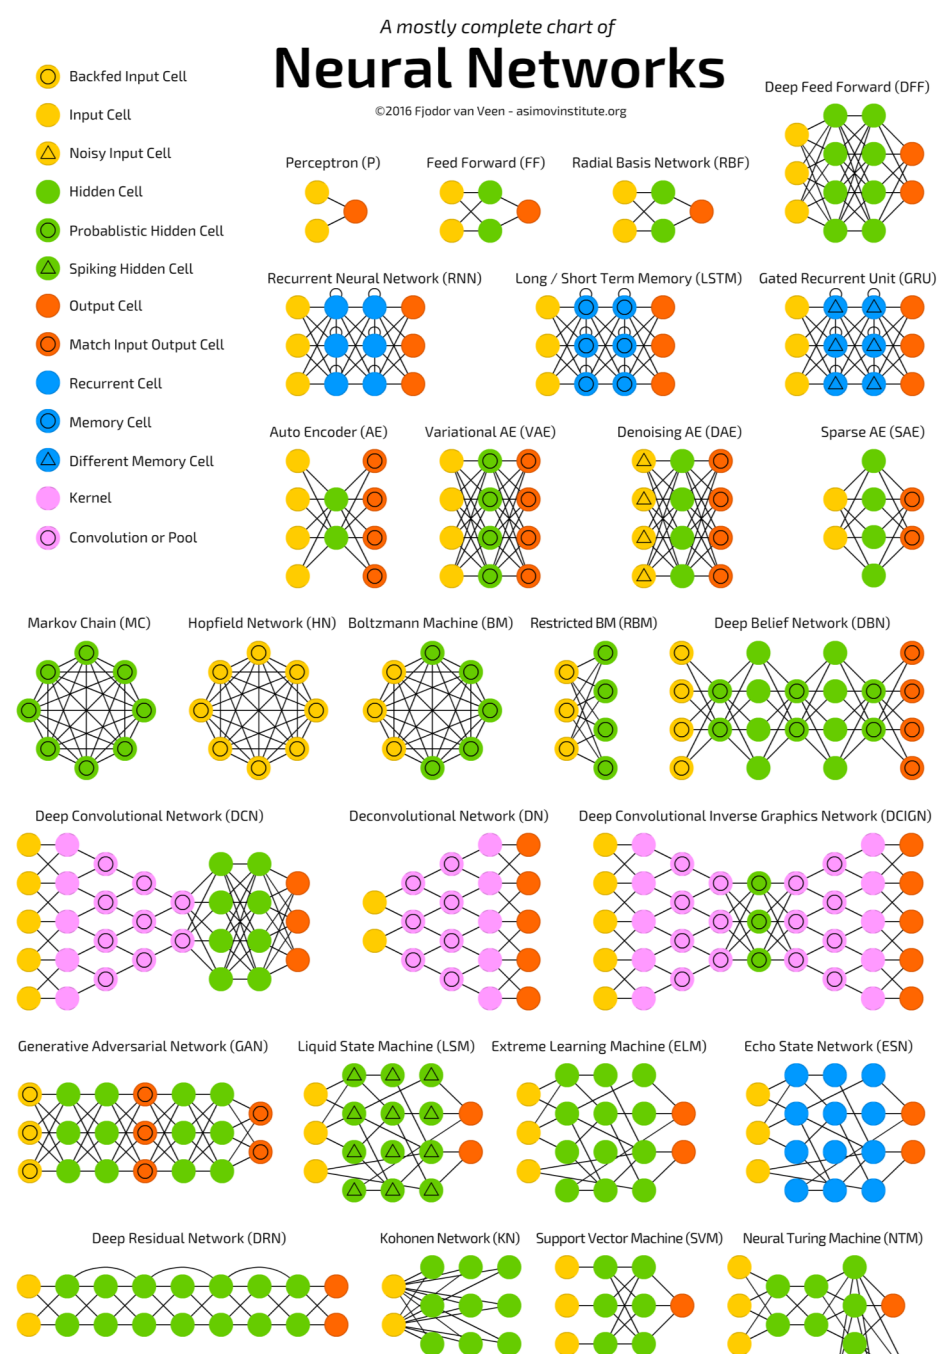 A mostly complete chart of
Neural Networks
©2016 Fjodor van Veen - asimovinstitute.org
Backfed Input Cell
Input Cell
Noisy Input Cell
Hidden Cell
Probablistic Hidden Cell
Spiking Hidden Cell
Output Cell
Match Input Output Cell
Recurrent Cell
Memory Cell
Different Memory Cell
Kernel
Convolution or Pool
Deep Feed Forward (DFF)
Perceptron (P)
Feed Forward (FF)
Radial Basis Network (RBF)
Recurrent Neural Network (RNN)
Long / Short Term Memory (LSTM)
Gated Recurrent Unit (GRU)
Auto Encoder (AE)
Variational AE (VAE)
Denoising AE (DAE)
Sparse AE (SAE)
Markov Chain (MC)
Hopfield Network (HN)
Boltzmann Machine (BM)
Restricted BM (RBM)
Deep Belief Network (DBN)
Deep Convolutional Network (DCN)
Deconvolutional Network (DN)
Deep Convolutional Inverse Graphics Network (DCIGN)
Generative Adversarial Network (GAN)
Liquid State Machine (LSM)
Extreme Learning Machine (ELM)
Echo State Network (ESN)
Deep Residual Network (DRN)
Kohonen Network (KN)
Support Vector Machine (SVM)
Neural Turing Machine (NTM)